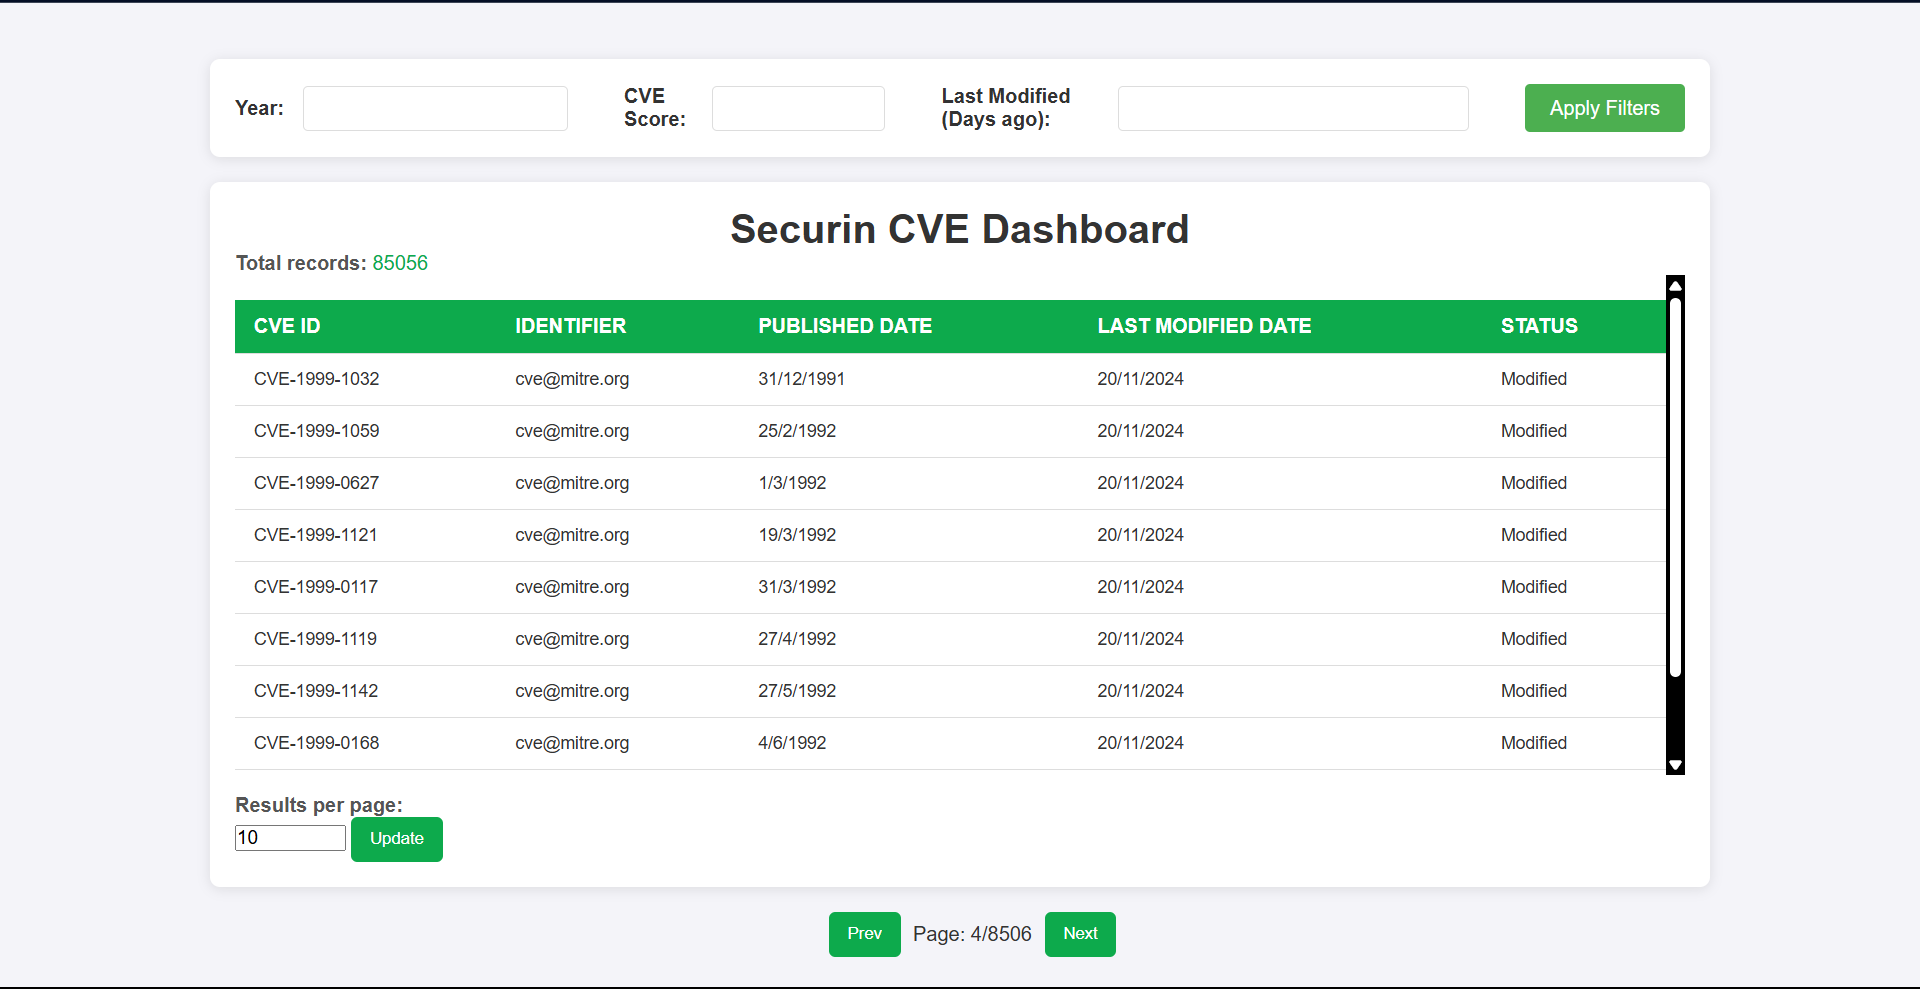 Year:
CVE Score:
Last Modified (Days ago):
Apply Filters
Securin CVE Dashboard
Total records: 85056
CVE ID IDENTIFIER PUBLISHED DATE LAST MODIFIED DATE STATUS
CVE-1999-1032 cve@mitre.org 31/12/1991 20/11/2024 Modified
CVE-1999-1059 cve@mitre.org 25/2/1992 20/11/2024 Modified
CVE-1999-0627 cve@mitre.org 1/3/1992 20/11/2024 Modified
CVE-1999-1121 cve@mitre.org 19/3/1992 20/11/2024 Modified
CVE-1999-0117 cve@mitre.org 31/3/1992 20/11/2024 Modified
CVE-1999-1119 cve@mitre.org 27/4/1992 20/11/2024 Modified
CVE-1999-1142 cve@mitre.org 27/5/1992 20/11/2024 Modified
CVE-1999-0168 cve@mitre.org 4/6/1992 20/11/2024 Modified
Results per page:
10 Update
Prev Page: 4/8506 Next